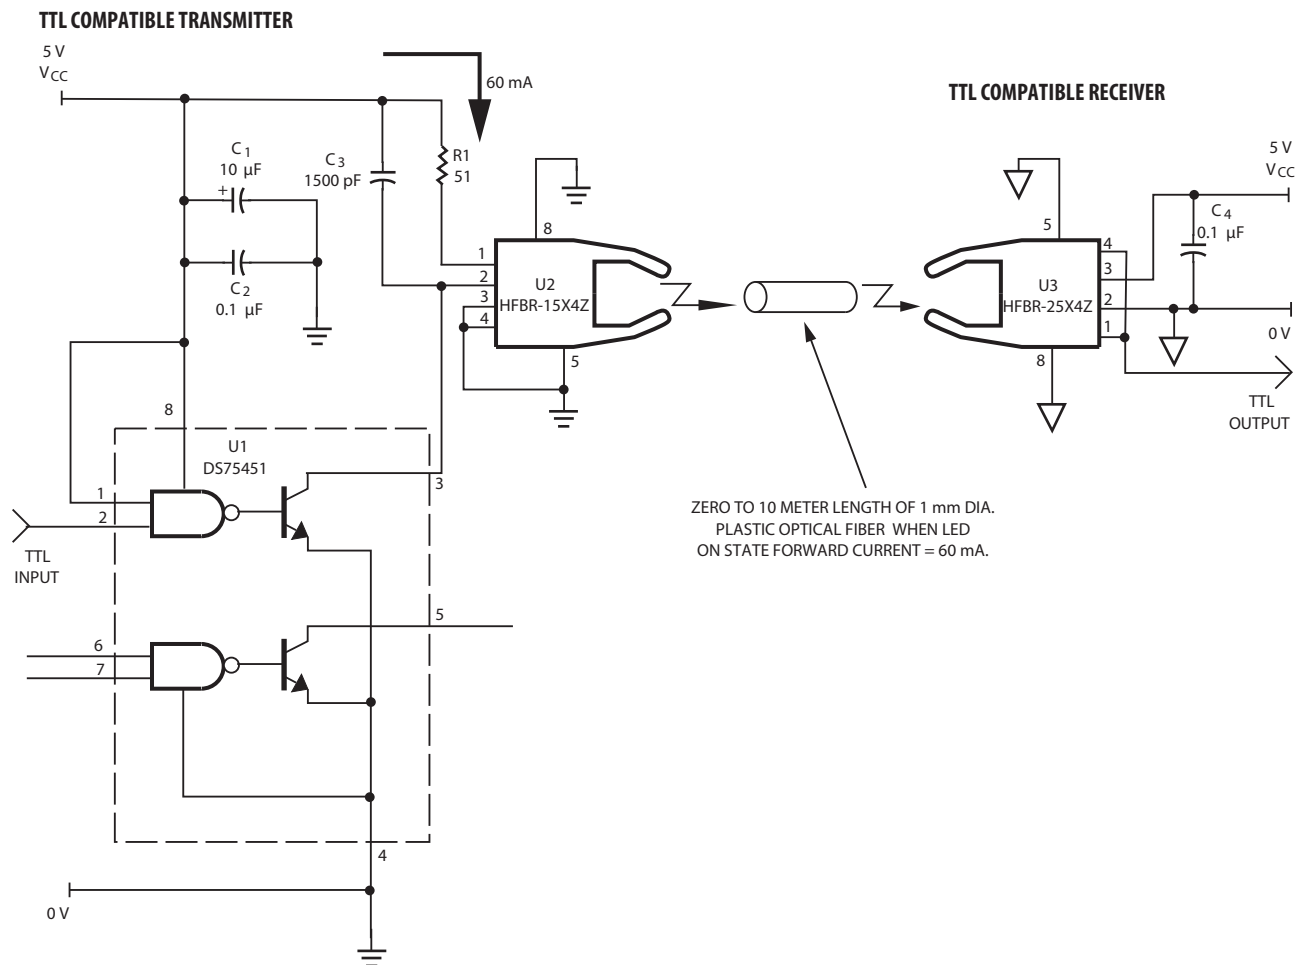 TTL COMPATIBLE TRANSMITTER
5 V
VCC
60 mA
C1
10 µF
+
C2
0.1 µF
C3
1500 pF
R1
51
8
1
2
3
4
5
U2
HFBR-15X4Z
8
U1
DS75451
1
2
3
TTL
INPUT
6
7
5
4
0 V
TTL COMPATIBLE RECEIVER
5 V
VCC
C4
0.1 µF
5
4
3
2
1
8
U3
HFBR-25X4Z
0 V
TTL
OUTPUT
ZERO TO 10 METER LENGTH OF 1 mm DIA.
PLASTIC OPTICAL FIBER WHEN LED
ON STATE FORWARD CURRENT = 60 mA.